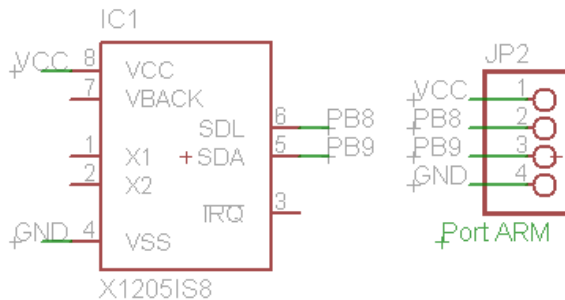 IC1
VCC 8 VCC
7 VBACK
SDL 6 PB8
1 X1 SDA 5 PB9
2 X2
IRQ 3
GND 4 VSS
X1205IS8
JP2
VCC 1
PB8 2
PB9 3
GND 4
Port ARM